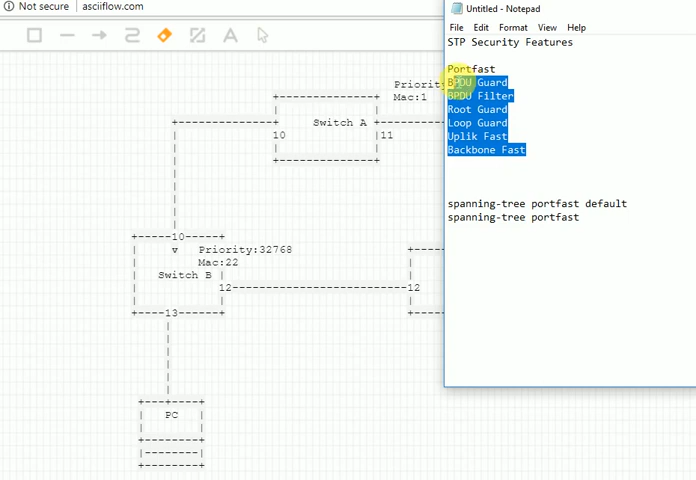 Not secure | asciiflow.com
Untitled - Notepad
File Edit Format View Help
STP Security Features
Portfast
BPDU Guard
BPDU Filter
Root Guard
Loop Guard
Uplik Fast
Backbone Fast
spanning-tree portfast default
spanning-tree portfast
Mac:1
Switch A
10
11
10
v
Priority:32768
Mac:22
Switch B
12
12
13
PC